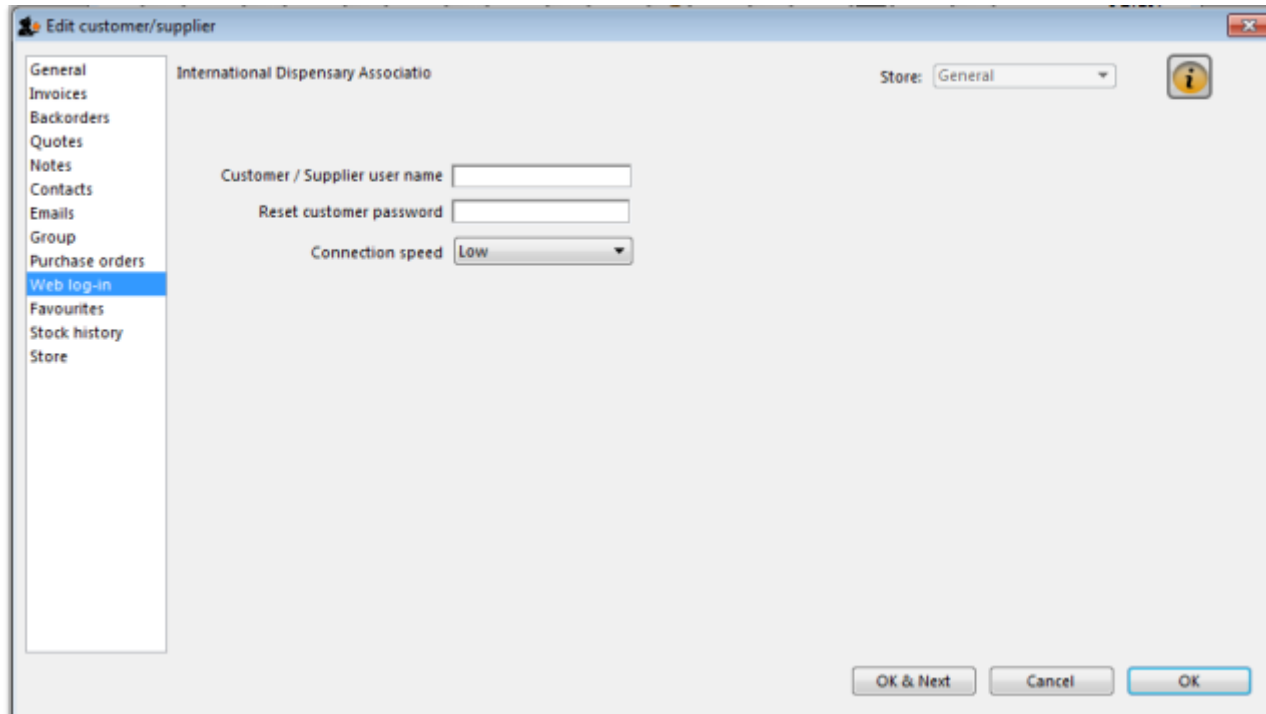 Edit customer/supplier
General
Invoices
Backorders
Quotes
Notes
Contacts
Emails
Group
Purchase orders
Web log-in
Favourites
Stock history
Store
International Dispensary Associatio
Store: General
Customer / Supplier user name
Reset customer password
Connection speed Low
OK & Next Cancel OK